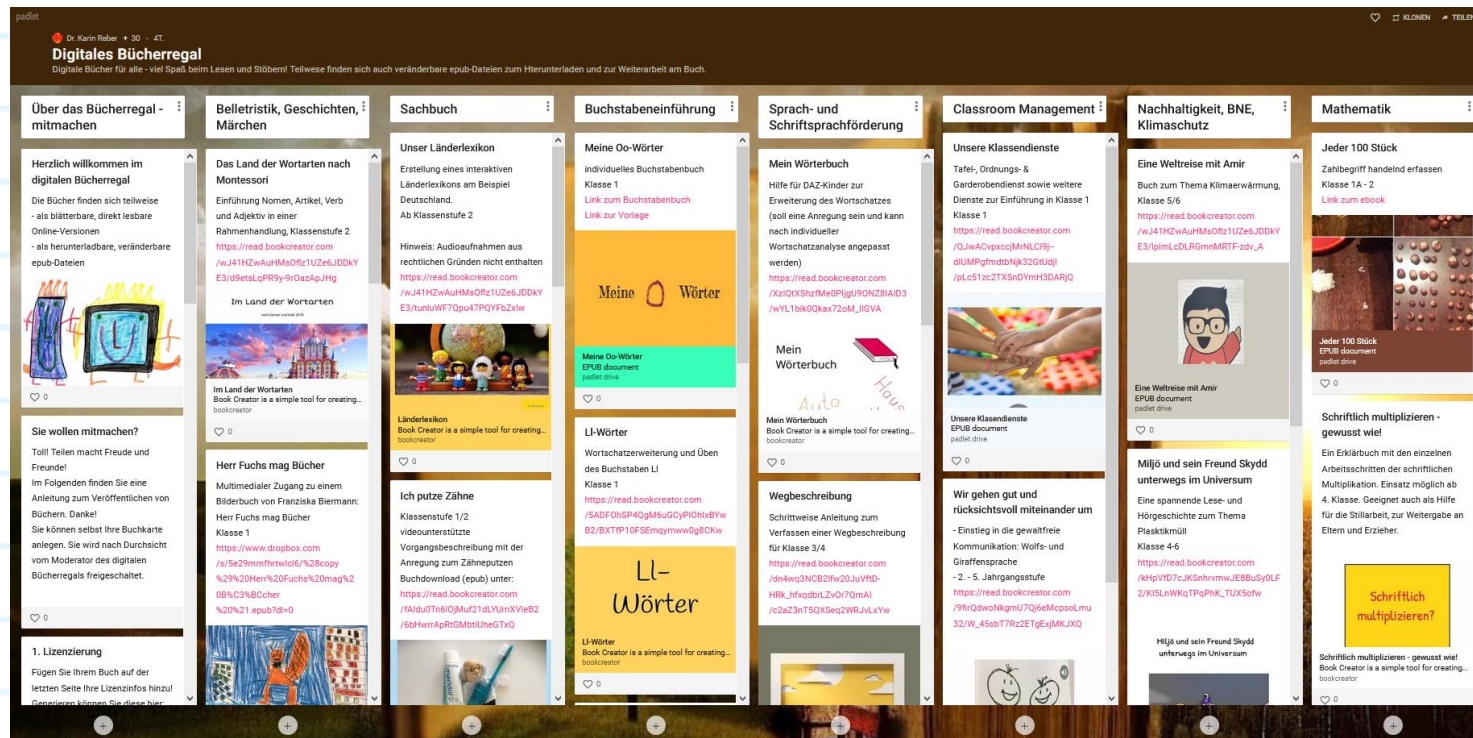 padlet
KLONEN
TEILEN
Dr. Karin Reber + 30 - 4T.
Digitales Bücherregal
Digitale Bücher für alle - viel Spaß beim Lesen und Stöbern! Teilwese finden sich auch veränderbare epub-Dateien zum Hterunterladen und zur Weiterarbeit am Buch.
Über das Bücherregal -
mitmachen
Herzlich willkommen im
digitalen Bücherregal
Die Bücher finden sich teilweise
- als blätterbare, direkt lesbare
Online-Versionen
- als herunterladbare, veränderbare
epub-Dateien
0
Sie wollen mitmachen?
Toll! Teilen macht Freude und
Freunde!
Im Folgenden finden Sie eine
Anleitung zum Veröffentlichen von
Büchern. Danke!
Sie können selbst Ihre Buchkarte
anlegen. Sie wird nach Durchsicht
vom Moderator des digitalen
Bücherregals freigeschaltet.
0
1. Lizenzierung
Fügen Sie Ihrem Buch auf der
letzten Seite Ihre Lizenzinfos hinzu!
Generieren können Sie diese hier:
Belletristik, Geschichten,
Märchen
Das Land der Wortarten nach
Montessori
Einführung Nomen, Artikel, Verb
und Adjektiv in einer
Rahmenhandlung, Klassenstufe 2
https://read.bookcreator.com
/wJ41HZwAuHMsOflz1UZe6JDDkY
E3/d9etsLqPR9y-9rOazApJHg
Im Land der Wortarten
Im Land der Wortarten
Book Creator is a simple tool for creating...
bookcreator
0
Herr Fuchs mag Bücher
Multimedialer Zugang zu einem
Bilderbuch von Franziska Biermann:
Herr Fuchs mag Bücher
Klasse 1
https://www.dropbox.com
/s/5e29mmfhrtwlcl6/%28copy
%29%20Herr%20Fuchs%20mag%2
0B%C3%BCcher
%20%21.epub?dl=0
Sachbuch
Unser Länderlexikon
Erstellung eines interaktiven
Länderlexikons am Beispiel
Deutschland.
Ab Klassenstufe 2
Hinweis: Audioaufnahmen aus
rechtlichen Gründen nicht enthalten
https://read.bookcreator.com
/wJ41HZwAuHMsOflz1UZe6JDDkY
E3/tunluWF7Qpu47PQYFbZxIw
Länderlexikon
Book Creator is a simple tool for creating...
bookcreator
0
Ich putze Zähne
Klassenstufe 1/2
videounterstützte
Vorgangsbeschreibung mit der
Anregung zum Zähneputzen
Buchdownload (epub) unter:
https://read.bookcreator.com
/fAIdu0Tn6lOjMuf21dLYUmXVIeB2
/6bHwrrApRtGMbtiUheGTxQ
Buchstabeneinführung
Meine Oo-Wörter
individuelles Buchstabenbuch
Klasse 1
Link zum Buchstabenbuch
Link zur Vorlage
Meine O Wörter
Meine Oo-Wörter
EPUB document
padlet drive
0
Ll-Wörter
Wortschatzerweiterung und Üben
des Buchstaben Ll
Klasse 1
https://read.bookcreator.com
/5ADFOhSP4QgM6uGCyPIOhlxBYw
B2/BXTfP10FSEmqymww0g8CKw
Ll-
Wörter
Ll-Wörter
Book Creator is a simple tool for creating...
bookcreator
0
Sprach- und
Schriftsprachförderung
Mein Wörterbuch
Hilfe für DAZ-Kinder zur
Erweiterung des Wortschatzes
(soll eine Anregung sein und kann
nach individueller
Wortschatzanalyse angepasst
werden)
https://read.bookcreator.com
/XzIQtXShzfMe0PljgU9ONZ8IAlD3
/wYL1bik0Qkax72oM_IIGVA
Mein
Wörterbuch
Auto
Haus
Mein Wörterbuch
Book Creator is a simple tool for creating...
bookcreator
0
Wegbeschreibung
Schrittweise Anleitung zum
Verfassen einer Wegbeschreibung
für Klasse 3/4
https://read.bookcreator.com
/dn4wq3NCB2lfw20JuVftD-
HRk_hfxqdbrLZvOr7QmAI
/c2aZ3nT5QXSeq2WRJvLxYw
Classroom Management
Unsere Klassendienste
Tafel-, Ordnungs- &
Garderobendienst sowie weitere
Dienste zur Einführung in Klasse 1
Klasse 1
https://read.bookcreator.com
/QJwACvpxccjMrNLCI9j--
dlUMPgfmdtbNjk32GtUdjI
/pLc51zc2TXSnDYmH3DARjQ
Unsere Klasendienste
EPUB document
padlet drive
0
Wir gehen gut und
rücksichtsvoll miteinander um
- Einstieg in die gewaltfreie
Kommunikation: Wolfs- und
Giraffensprache
- 2. - 5. Jahrgangsstufe
https://read.bookcreator.com
/9firQdwoNkgmU7Qj6eMcpsoLmu
32/W_45sbT7Rz2ETgExjMKJXQ
Nachhaltigkeit, BNE,
Klimaschutz
Eine Weltreise mit Amir
Buch zum Thema Klimaerwärmung,
Klasse 5/6
https://read.bookcreator.com
/wJ41HZwAuHMsOflz1UZe6JDDkY
E3/IpimLcDLRGmnMRTF-zdv_A
Eine Weltreise mit Amir
EPUB document
padlet drive
0
Miljö und sein Freund Skydd
unterwegs im Universum
Eine spannende Lese- und
Hörgeschichte zum Thema
Plasktikmüll
Klasse 4-6
https://read.bookcreator.com
/kHpVfD7cJKSnhrvmwJE8BuSy0LF
2/KI5LnWKqTPqPhK_TUX5ofw
Miljö und sein Freund Skydd
unterwegs im Universum
Mathematik
Jeder 100 Stück
Zahlbegriff handelnd erfassen
Klasse 1A - 2
Link zum ebook
Jeder 100 Stück
EPUB document
padlet drive
0
Schriftlich multiplizieren -
gewusst wie!
Ein Erklärbuch mit den einzelnen
Arbeitsschritten der schriftlichen
Multiplikation. Einsatz möglich ab
4. Klasse. Geeignet auch als Hilfe
für die Stillarbeit, zur Weitergabe an
Eltern und Erzieher.
Schriftlich
multiplizieren?
Schriftlich multiplizieren - gewusst wie!
Book Creator is a simple tool for creating...
bookcreator
0